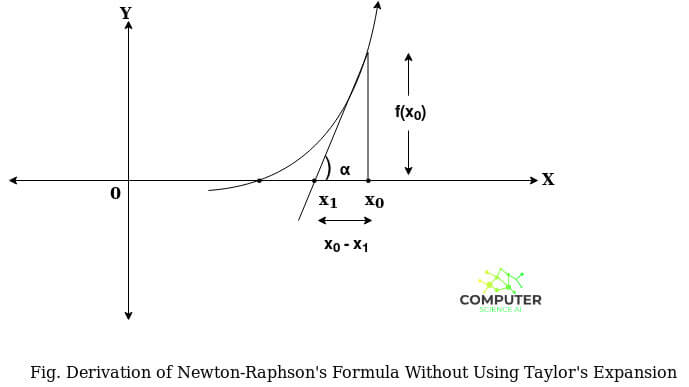 Y
f(x₀)
α
X
0
x₁
x₀
x₀ - x₁
COMPUTER
SCIENCE AI
Fig. Derivation of Newton-Raphson's Formula Without Using Taylor's Expansion